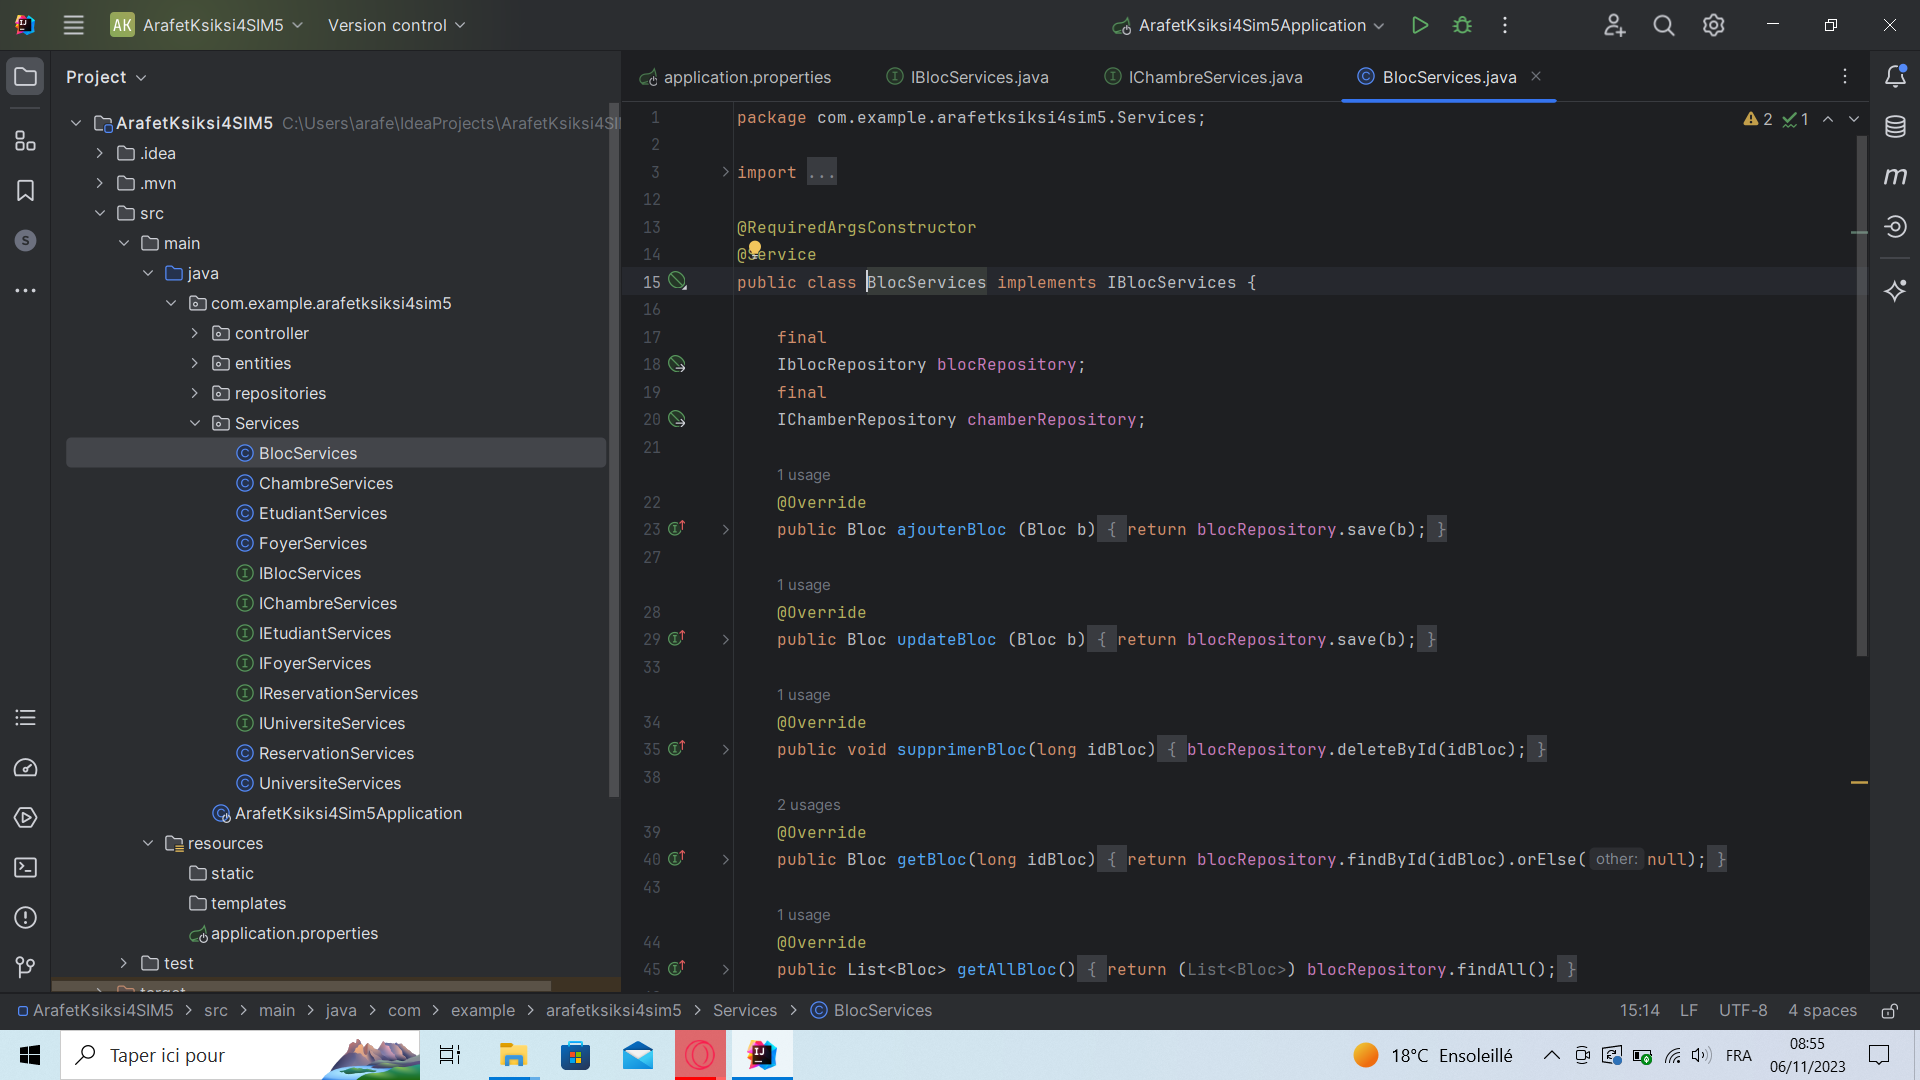 AK ArafetKsiksi4SIM5 Version control ArafetKsiksi4Sim5Application
Project
ArafetKsiksi4SIM5 C:\Users\arafe\IdeaProjects\ArafetKsiksi4SI
.idea
.mvn
src
main
java
com.example.arafetksiksi4sim5
controller
entities
repositories
Services
BlocServices
ChambreServices
EtudiantServices
FoyerServices
IBlocServices
IChambreServices
IEtudiantServices
IFoyerServices
IReservationServices
IUniversiteServices
ReservationServices
UniversiteServices
ArafetKsiksi4Sim5Application
resources
static
templates
application.properties
test
target
application.properties IBlocServices.java IChambreServices.java BlocServices.java
2 1
1 package com.example.arafetksiksi4sim5.Services;
2
3 import ...
12
13 @RequiredArgsConstructor
14 @Service
15 public class BlocServices implements IBlocServices {
16
17 final
18 IblocRepository blocRepository;
19 final
20 IChamberRepository chamberRepository;
21
1 usage
22 @Override
23 public Bloc ajouterBloc (Bloc b) { return blocRepository.save(b); }
27
1 usage
28 @Override
29 public Bloc updateBloc (Bloc b) { return blocRepository.save(b); }
33
1 usage
34 @Override
35 public void supprimerBloc(long idBloc) { blocRepository.deleteById(idBloc); }
38
2 usages
39 @Override
40 public Bloc getBloc(long idBloc) { return blocRepository.findById(idBloc).orElse( other: null); }
43
1 usage
44 @Override
45 public List<Bloc> getAllBloc() { return (List<Bloc>) blocRepository.findAll(); }
ArafetKsiksi4SIM5 > src > main > java > com > example > arafetksiksi4sim5 > Services > BlocServices
15:14 LF UTF-8 4 spaces
Taper ici pour
18°C Ensoleillé
FRA
08:55
06/11/2023